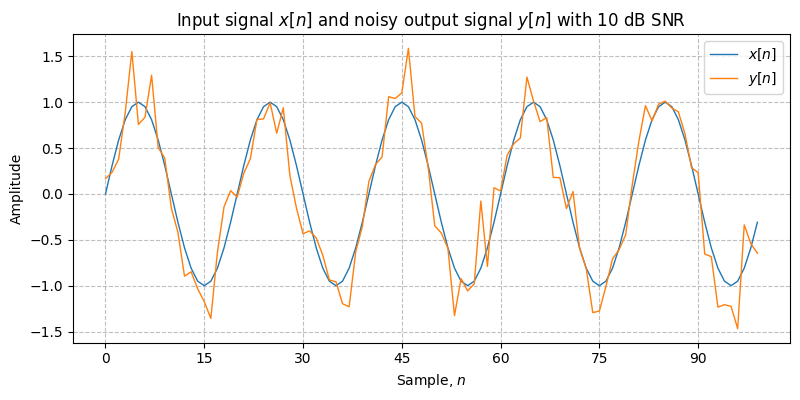 Input signal x[n] and noisy output signal y[n] with 10 dB SNR
x[n]
y[n]
Amplitude
1.5
1.0
0.5
0.0
−0.5
−1.0
−1.5
0 15 30 45 60 75 90
Sample, n